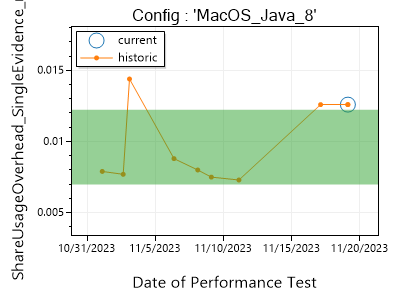 Config : 'MacOS_Java_8'
current
historic
ShareUsageOverhead_SingleEvidence_
0.015
0.01
0.005
10/31/2023
11/5/2023
11/10/2023
11/15/2023
11/20/2023
Date of Performance Test